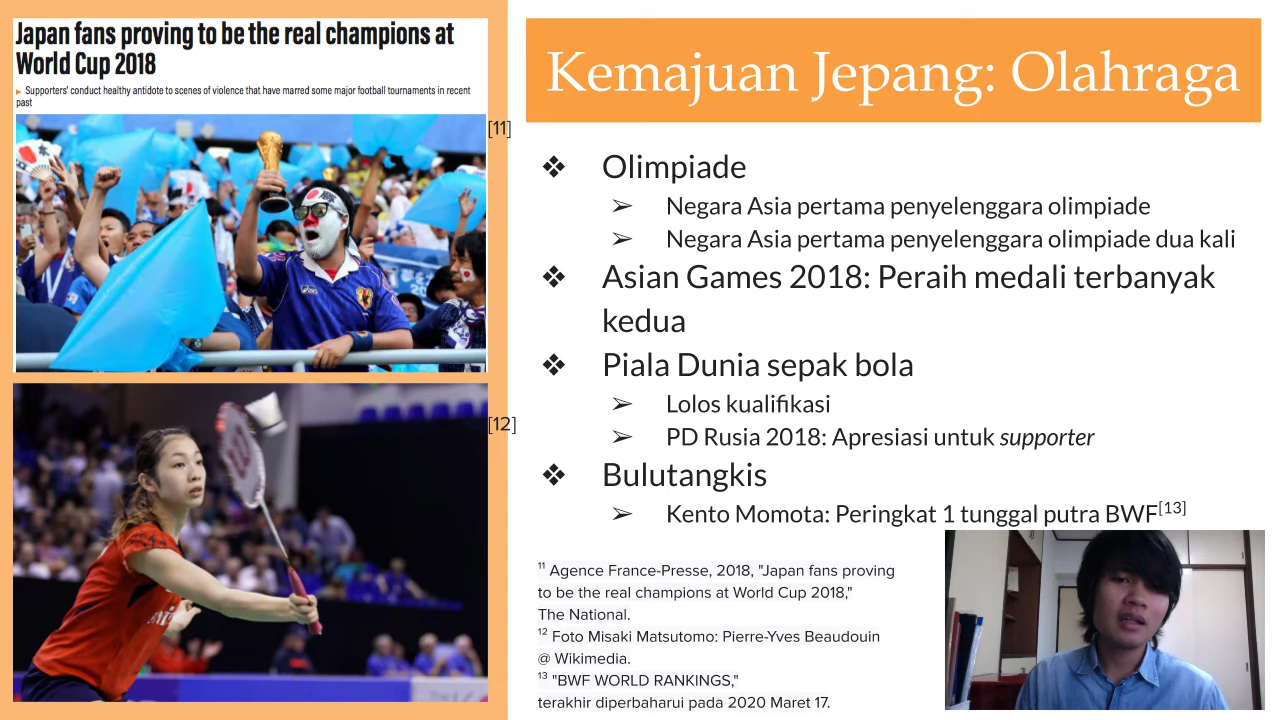 Japan fans proving to be the real champions at
World Cup 2018
▸ Supporters' conduct healthy antidote to scenes of violence that have marred some major football tournaments in recent
past
[11]
[12]
Kemajuan Jepang: Olahraga
❖ Olimpiade
➢ Negara Asia pertama penyelenggara olimpiade
➢ Negara Asia pertama penyelenggara olimpiade dua kali
❖ Asian Games 2018: Peraih medali terbanyak
kedua
❖ Piala Dunia sepak bola
➢ Lolos kualifikasi
➢ PD Rusia 2018: Apresiasi untuk supporter
❖ Bulutangkis
➢ Kento Momota: Peringkat 1 tunggal putra BWF[13]
11 Agence France-Presse, 2018, "Japan fans proving
to be the real champions at World Cup 2018,"
The National.
12 Foto Misaki Matsutomo: Pierre-Yves Beaudouin
@ Wikimedia.
13 "BWF WORLD RANKINGS,"
terakhir diperbaharui pada 2020 Maret 17.